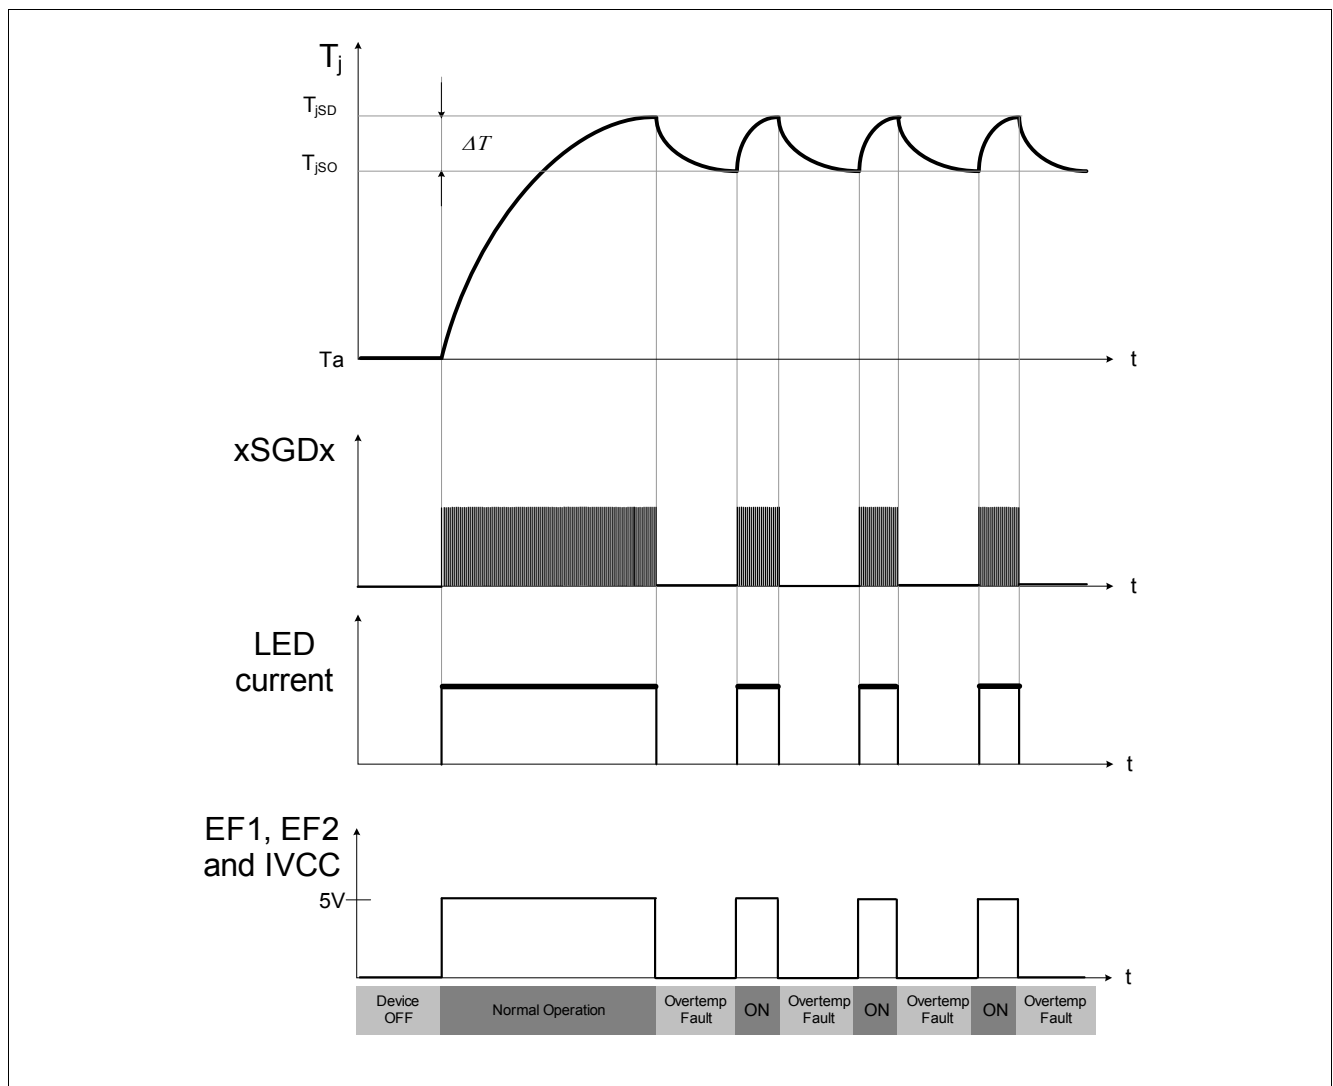 Tj
TjSD
ΔT
TjSO
Ta
t
xSGDx
t
LED
current
t
EF1, EF2
and IVCC
5V
t
Device
OFF
Normal Operation
Overtemp
Fault
ON
Overtemp
Fault
ON
Overtemp
Fault
ON
Overtemp
Fault